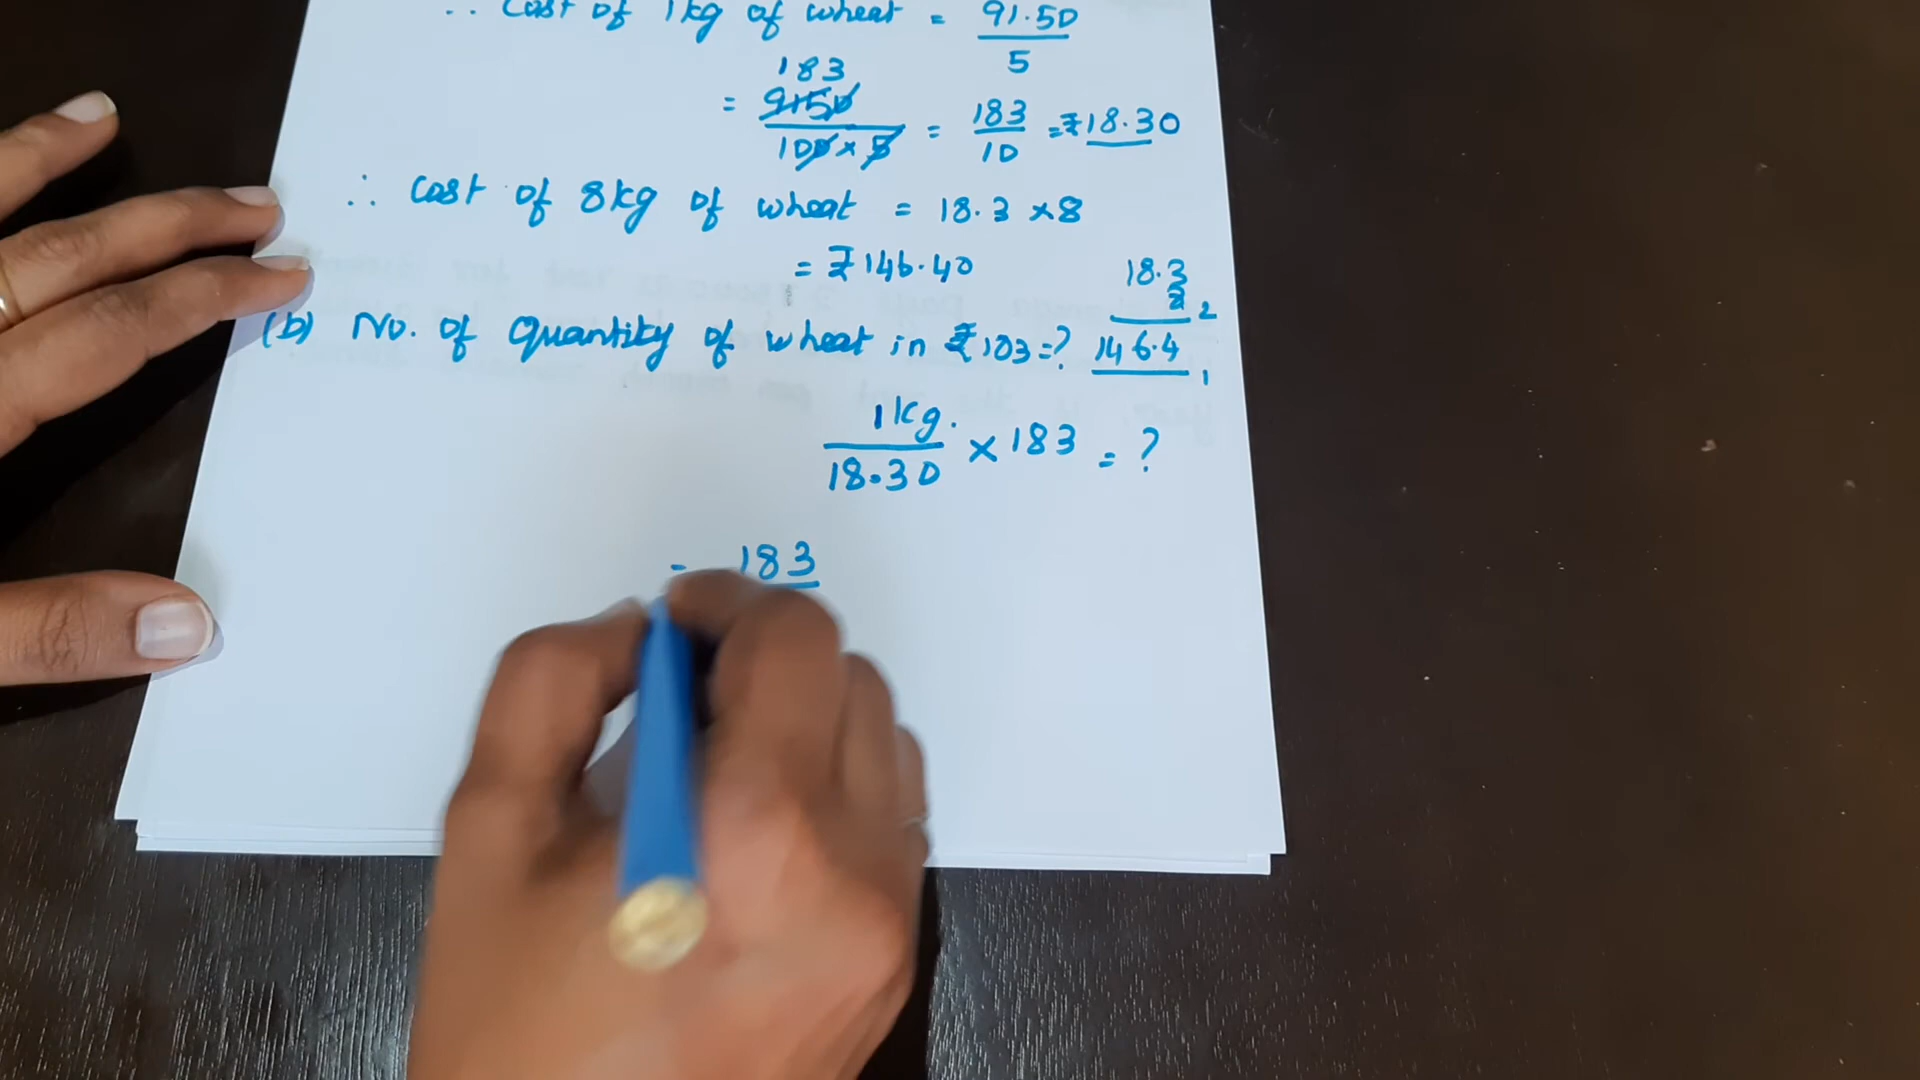 ∴ Cost of 1kg of wheat = 91.50
5
183
= 9150 = 183 = ₹18.30
100 × 5 10
∴ Cost of 8kg of wheat = 18.3 × 8
= ₹146.40
18.3
8 2
146.4 1
(b) No. of Quantity of wheat in ₹183 = ?
1kg. × 183 = ?
18.30
= 183